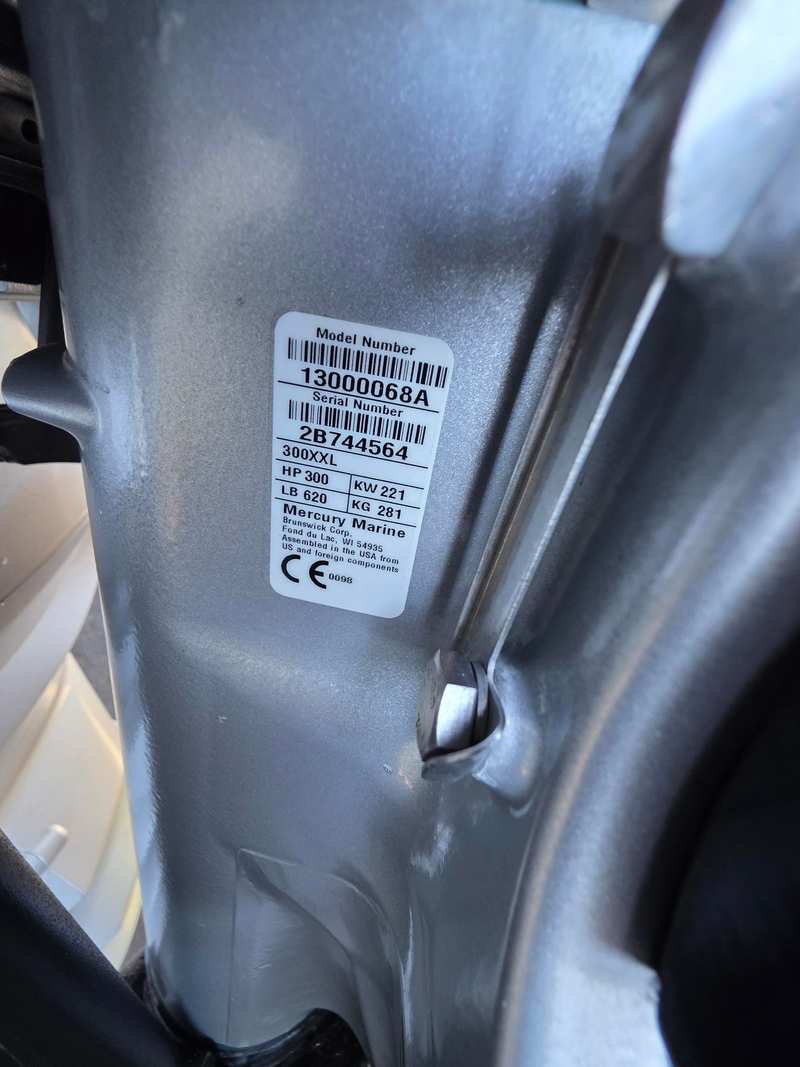 Model Number
13000068A
Serial Number
2B744564
300XXL
HP 300 KW 221
LB 620 KG 281
Mercury Marine
Brunswick Corp.
Fond du Lac, WI 54935
Assembled in the USA from
US and foreign components
CE 0098